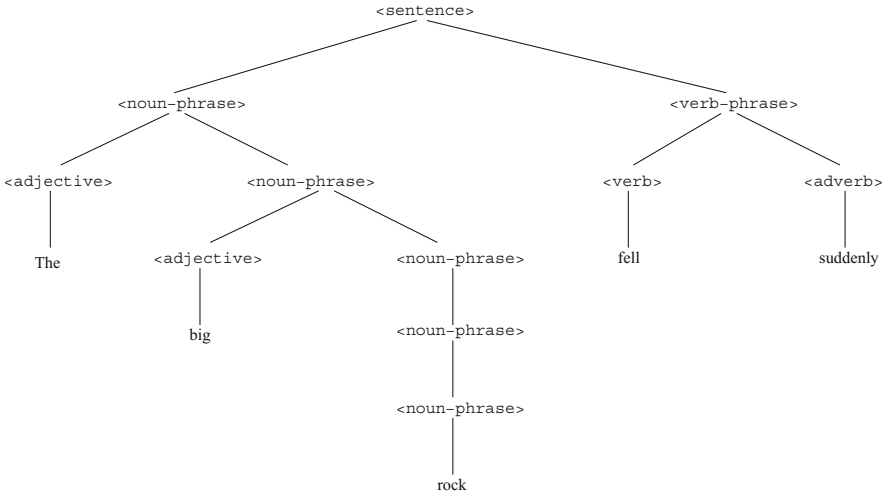 <sentence>
<noun-phrase> <verb-phrase>
<adjective> <noun-phrase> <verb> <adverb>
The <adjective> <noun-phrase> fell suddenly
big <noun-phrase>
<noun-phrase>
rock